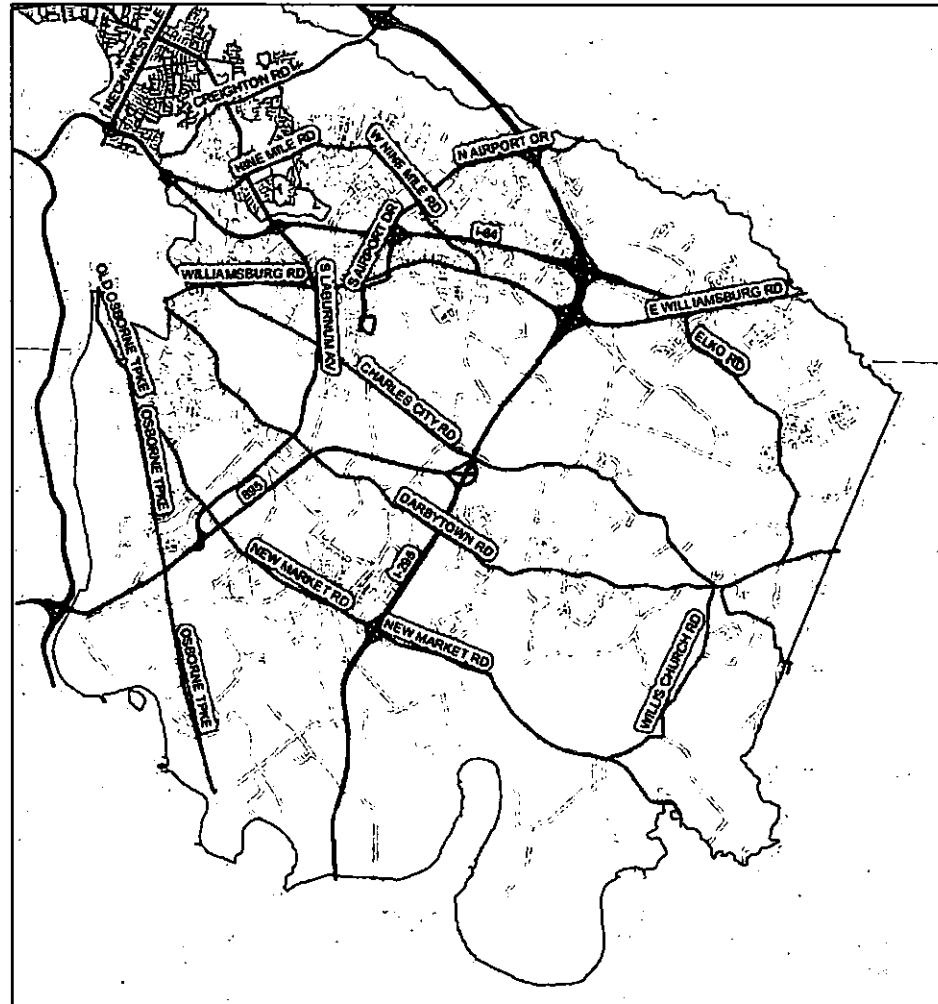 MECHANICSVILLE
CREIGHTON RD
NINE MILE RD
W NINE MILE RD
N AIRPORT DR
S AIRPORT DR
I-64
WILLIAMSBURG RD
S LABURNUM AV
E WILLIAMSBURG RD
ELKO RD
OLD OSBORNE TPKE
OSBORNE TPKE
CHARLES CITY RD
895
DARBYTOWN RD
NEW MARKET RD
I-295
NEW MARKET RD
WILLIS CHURCH RD
OSBORNE TPKE